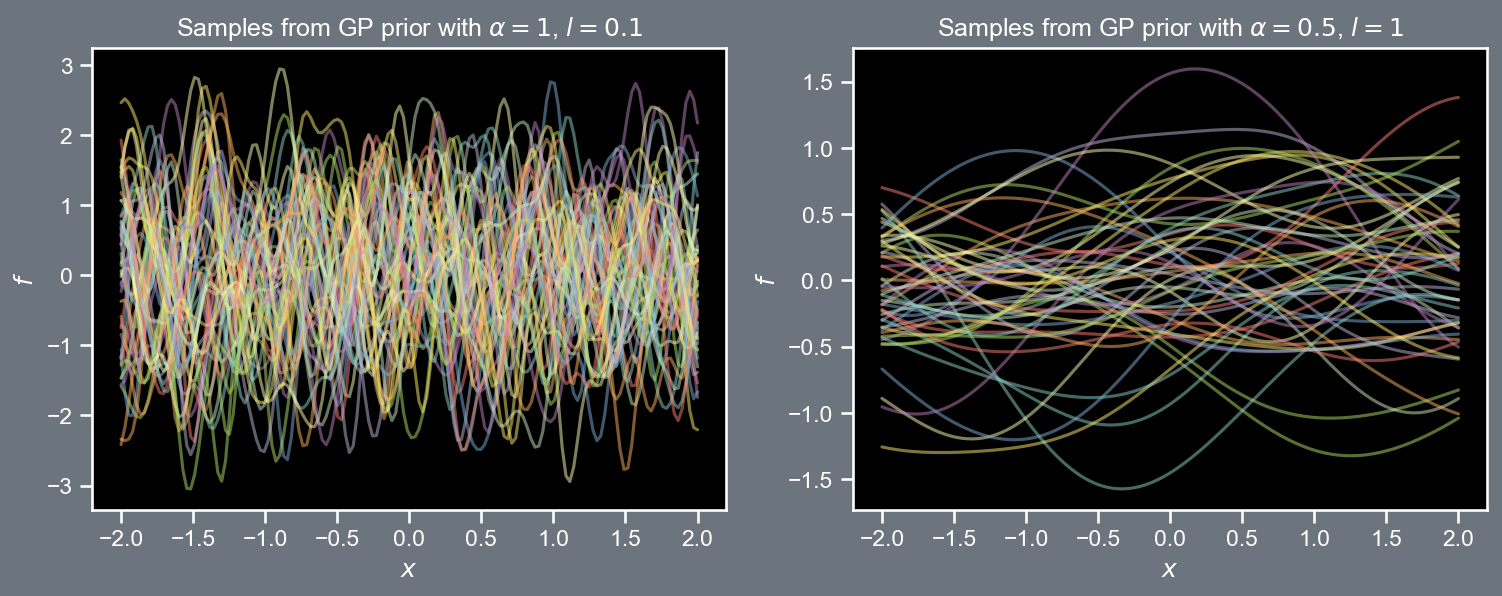 Samples from GP prior with α = 1, l = 0.1
3
2
1
0
−1
−2
−3
f
−2.0 −1.5 −1.0 −0.5 0.0 0.5 1.0 1.5 2.0
x
Samples from GP prior with α = 0.5, l = 1
1.5
1.0
0.5
0.0
−0.5
−1.0
−1.5
f
−2.0 −1.5 −1.0 −0.5 0.0 0.5 1.0 1.5 2.0
x